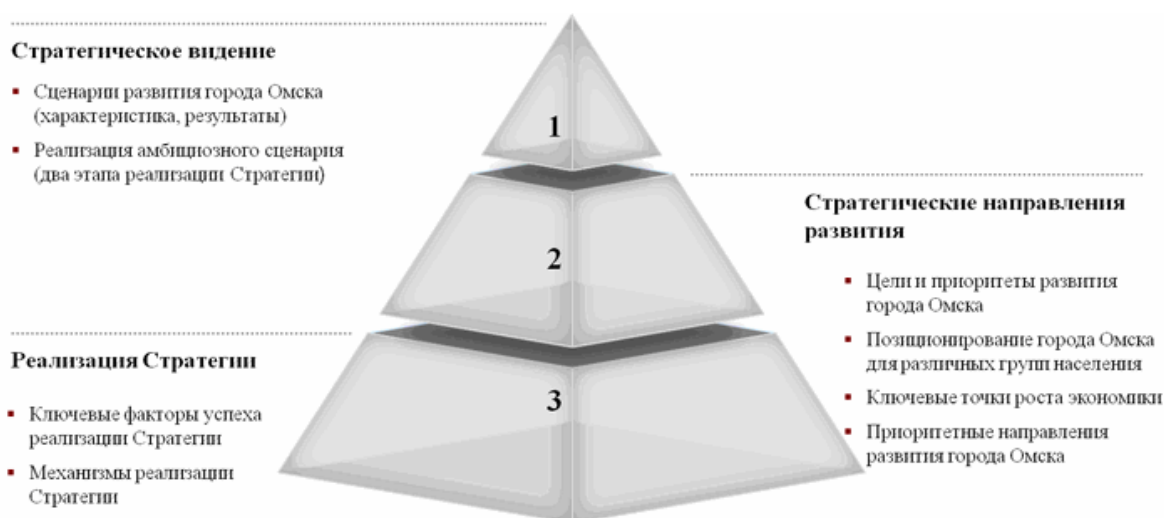 Стратегическое видение
▪ Сценарии развития города Омска
(характеристика, результаты)
▪ Реализация амбициозного сценария
(два этапа реализации Стратегии)
1
2
Стратегические направления
развития
▪ Цели и приоритеты развития
города Омска
▪ Позиционирование города Омска
для различных групп населения
▪ Ключевые точки роста экономики
▪ Приоритетные направления
развития города Омска
3
Реализация Стратегии
▪ Ключевые факторы успеха
реализации Стратегии
▪ Механизмы реализации
Стратегии